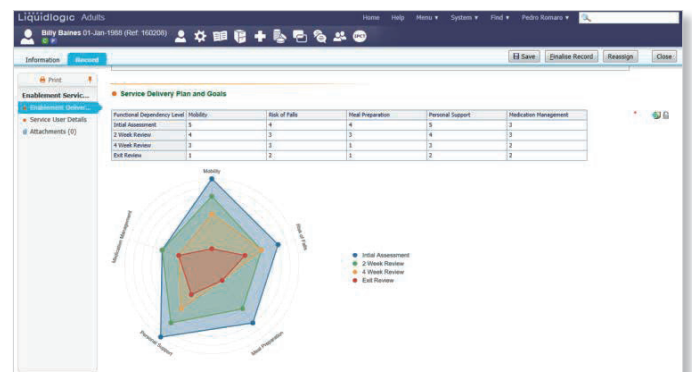 Liquidlogic Adults
Home Help Menu System Find Pedro Romaro
Billy Baines 01-Jan-1988 (Ref: 160208)
Information Record
Save Finalise Record Reassign Close
Print
Enablement Servic...
Enablement Deliver...
Service User Details
Attachments (0)
Service Delivery Plan and Goals
Functional Dependency Level Mobility Risk of Falls Meal Preparation Personal Support Medication Management
Initial Assessment 5 4 4 5 3
2 Week Review 4 3 3 4 3
4 Week Review 3 3 1 3 2
Exit Review 1 2 1 2 2
Mobility
Risk of Falls
Meal Preparation
Personal Support
Medication Management
Initial Assessment
2 Week Review
4 Week Review
Exit Review